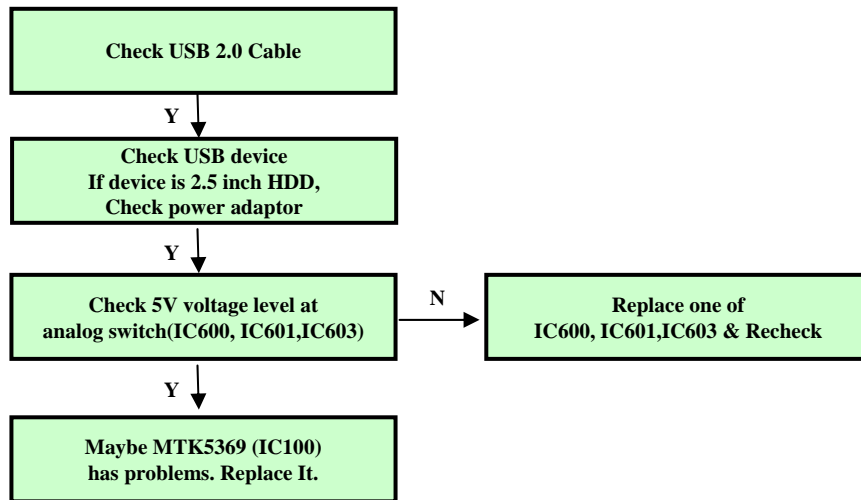 Check USB 2.0 Cable
Y
Check USB device
If device is 2.5 inch HDD,
Check power adaptor
Y
Check 5V voltage level at
analog switch(IC600, IC601,IC603)
N
Replace one of
IC600, IC601,IC603 & Recheck
Y
Maybe MTK5369 (IC100)
has problems. Replace It.